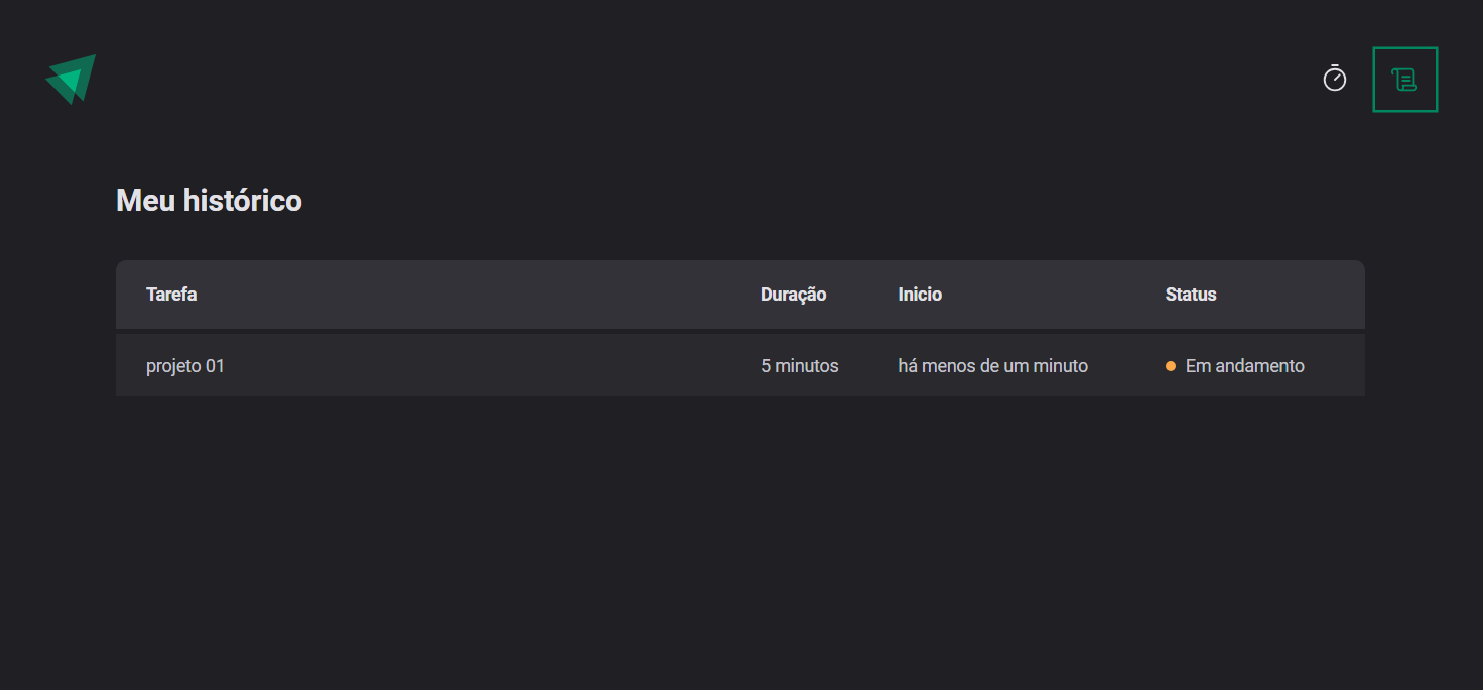 Meu histórico
Tarefa Duração Inicio Status
projeto 01 5 minutos há menos de um minuto Em andamento